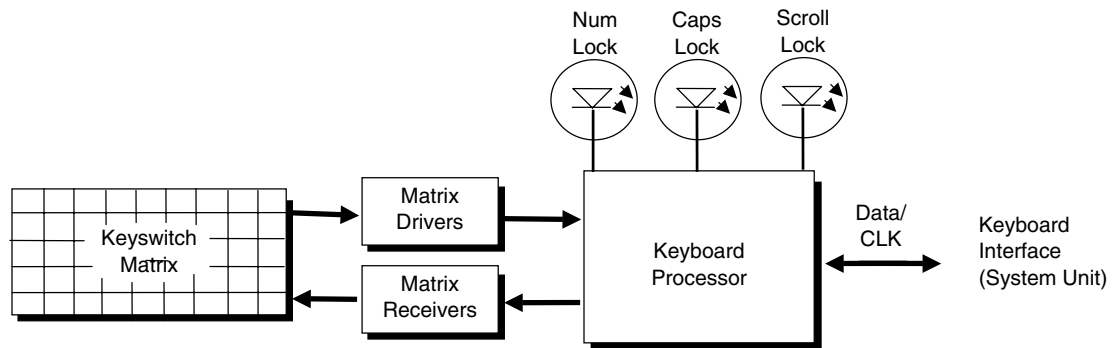 Num
Lock
Caps
Lock
Scroll
Lock
Keyswitch
Matrix
Matrix
Drivers
Matrix
Receivers
Keyboard
Processor
Data/
CLK
Keyboard
Interface
(System Unit)